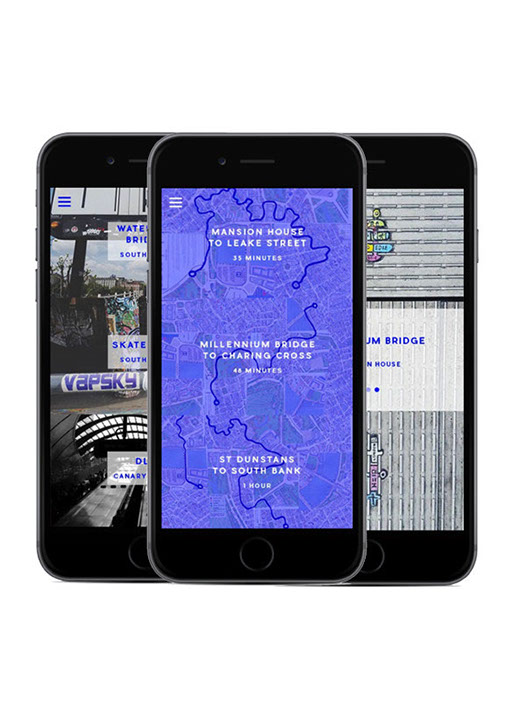 WATE
BRID
SOUTH
SKATE
SOUTH
VAPSKY
DL
CANARY
MANSION HOUSE
TO LEAKE STREET
35 MINUTES
MILLENNIUM BRIDGE
TO CHARING CROSS
46 MINUTES
ST DUNSTANS
TO SOUTH BANK
1 HOUR
UM BRIDGE
N HOUSE